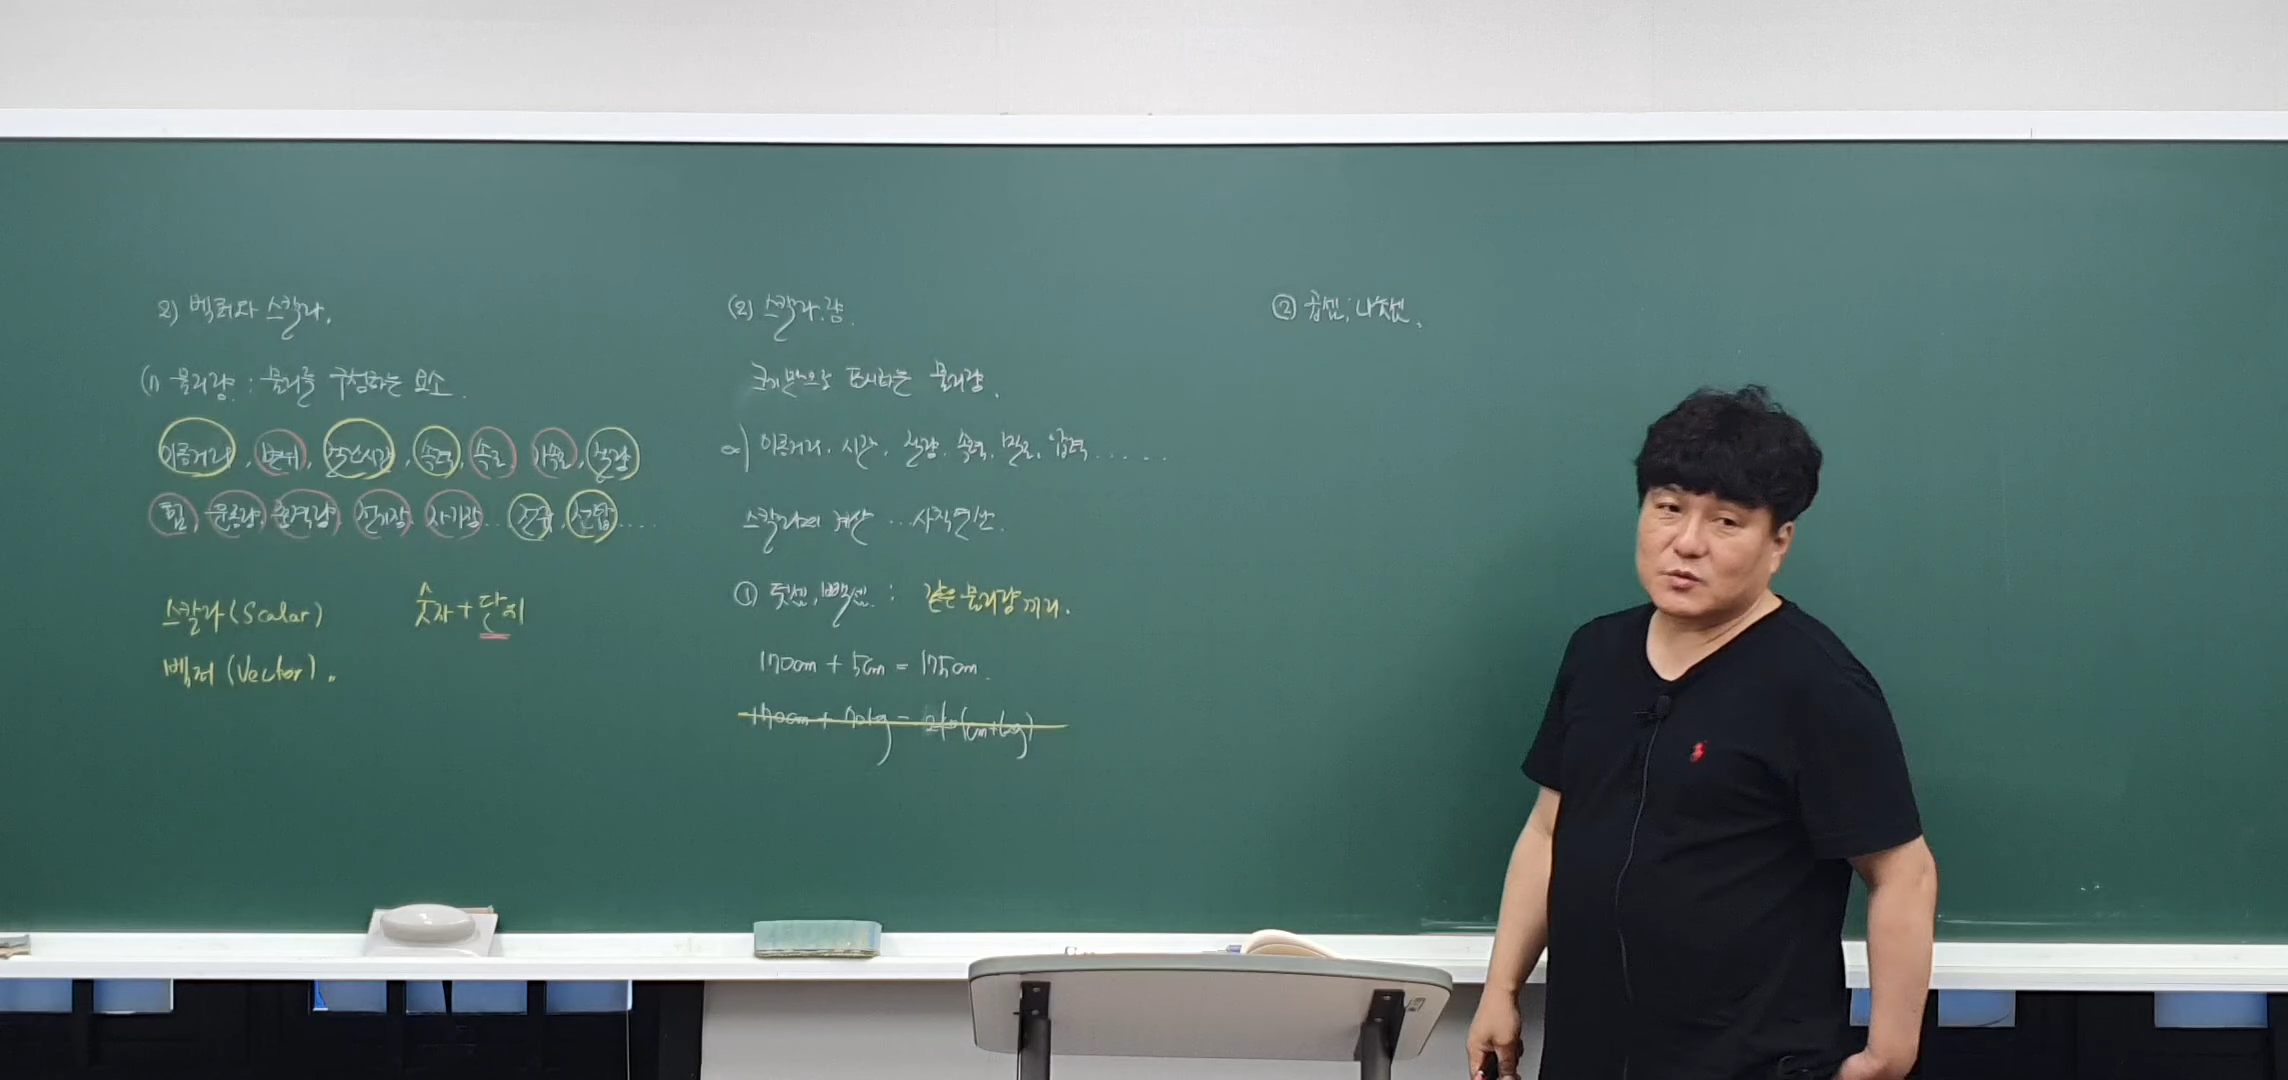 2) 벡터와 스칼라.
(1) 물리량 : 물리를 구성하는 요소.
이동거리, 변위, 걸린시간, 속력, 속도, 가속도, 질량
힘, 운동량, 충격량, 전기장, 자기장... 전류, 전압....
스칼라 (Scalar) 숫자 + 단위
벡터 (Vector).
(2) 스칼라량.
크기만으로 표시하는 물리량.
ex) 이동거리, 시간, 질량, 속력, 밀도, 압력......
스칼라의 계산 ... 사칙연산.
① 덧셈, 뺄셈 : 같은 물리량끼리.
170cm + 5cm = 175cm.
170cm + 70kg = (cm+kg)
② 곱셈, 나눗셈.